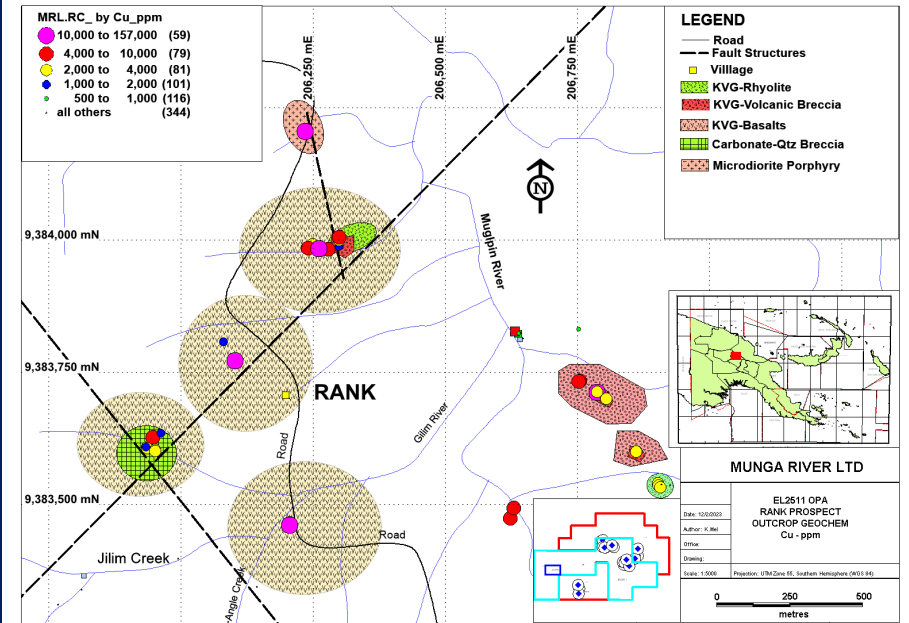 MRL.RC_ by Cu_ppm
10,000 to 157,000 (59)
4,000 to 10,000 (79)
2,000 to 4,000 (81)
1,000 to 2,000 (101)
500 to 1,000 (116)
all others (344)
206,250 mE
206,500 mE
206,750 mE
LEGEND
Road
Fault Structures
Villlage
KVG-Rhyolite
KVG-Volcanic Breccia
KVG-Basalts
Carbonate-Qtz Breccia
Microdiorite Porphyry
N
9,384,000 mN
Mugipin River
9,383,750 mN
RANK
Gilim River
Road
9,383,500 mN
Jilim Creek
Road
Angle Creek
MUNGA RIVER LTD
EL2511 OPA
RANK PROSPECT
OUTCROP GEOCHEM
Cu - ppm
Date: 12/2/2023
Author: K.Wel
Office:
Drawing:
Scale: 1:5000
Projection: UTM Zone 55, Southern Hemisphere (WGS 84)
0 250 500
metres